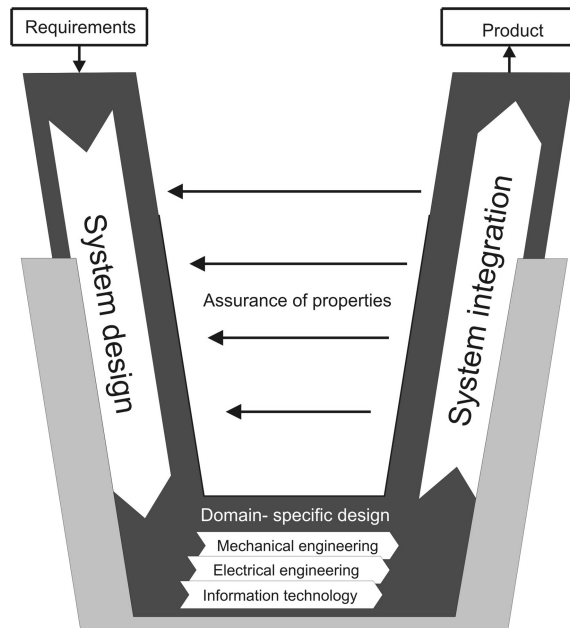 Requirements
Product
System design
System integration
Assurance of properties
Domain- specific design
Mechanical engineering
Electrical engineering
Information technology